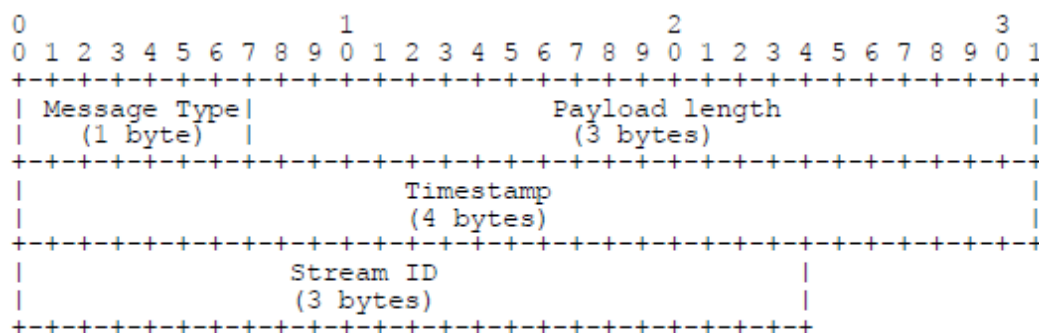 0                   1                   2                   3
0 1 2 3 4 5 6 7 8 9 0 1 2 3 4 5 6 7 8 9 0 1 2 3 4 5 6 7 8 9 0 1
+-+-+-+-+-+-+-+-+-+-+-+-+-+-+-+-+-+-+-+-+-+-+-+-+-+-+-+-+-+-+-+
| Message Type|                  Payload length               |
|   (1 byte)  |                   (3 bytes)                   |
+-+-+-+-+-+-+-+-+-+-+-+-+-+-+-+-+-+-+-+-+-+-+-+-+-+-+-+-+-+-+-+
|                       Timestamp                             |
|                       (4 bytes)                             |
+-+-+-+-+-+-+-+-+-+-+-+-+-+-+-+-+-+-+-+-+-+-+-+-+-+-+-+-+-+-+-+
|                Stream ID                      |
|                (3 bytes)                      |
+-+-+-+-+-+-+-+-+-+-+-+-+-+-+-+-+-+-+-+-+-+-+-+-+